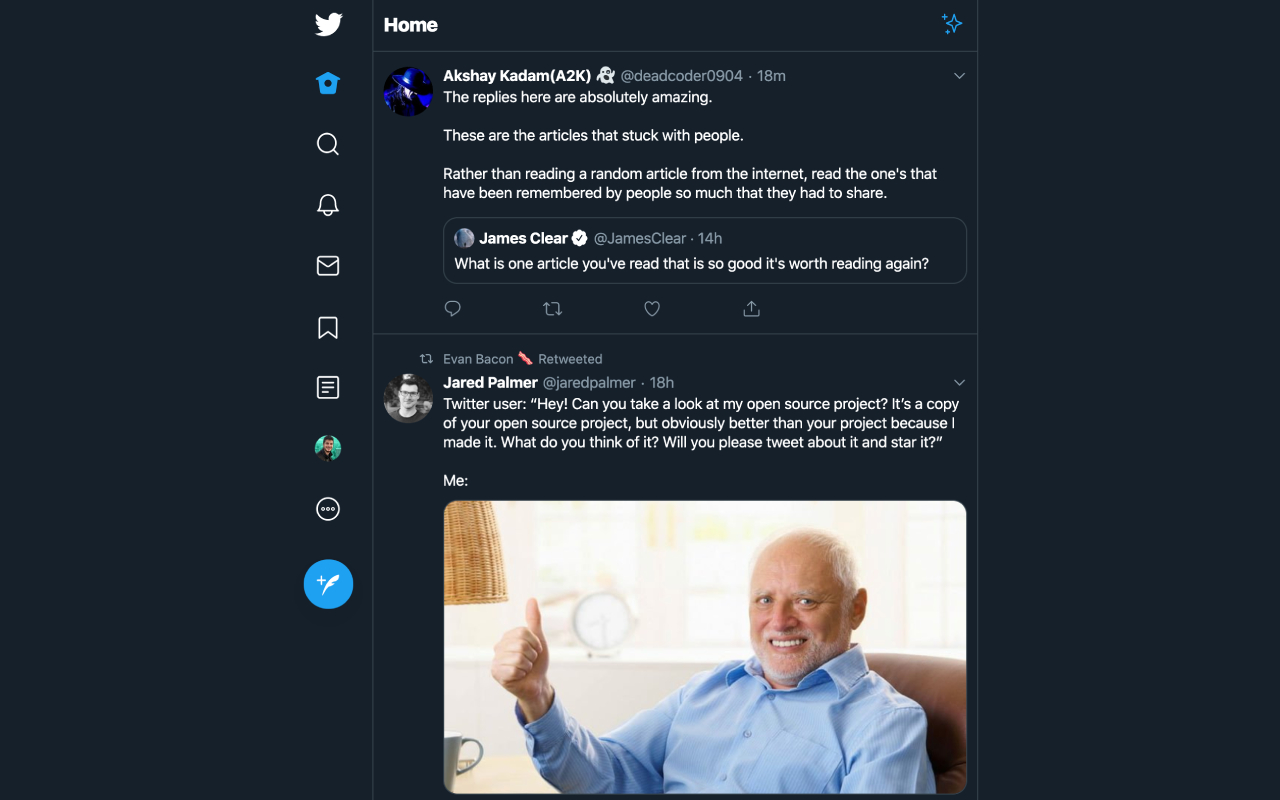 Home
Akshay Kadam(A2K) 👻 @deadcoder0904 · 18m
The replies here are absolutely amazing.
These are the articles that stuck with people.
Rather than reading a random article from the internet, read the one's that
have been remembered by people so much that they had to share.
James Clear @JamesClear · 14h
What is one article you've read that is so good it's worth reading again?
Evan Bacon 🥓 Retweeted
Jared Palmer @jaredpalmer · 18h
Twitter user: “Hey! Can you take a look at my open source project? It’s a copy
of your open source project, but obviously better than your project because I
made it. What do you think of it? Will you please tweet about it and star it?”
Me: